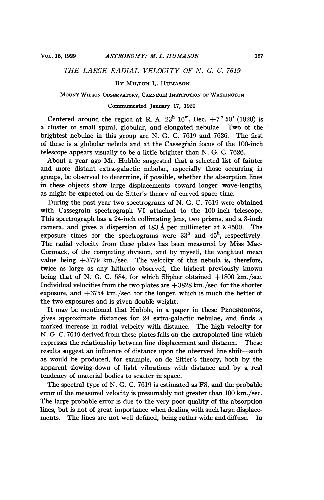 VOL. 15, 1929 ASTRONOMY: M. L. HUMASON 167
THE LARGE RADIAL VELOCITY OF N. G. C. 7619
BY MILTON L. HUMASON
MOUNT WILSON OBSERVATORY, CARNEGIE INSTITUTION OF WASHINGTON
Communicated January 17, 1929
Centered around the region at R. A. 23h 16m, Dec. +7° 50′ (1920) is
a cluster of small spiral, globular, and elongated nebulae. Two of the
brightest nebulae in this group are N. G. C. 7619 and 7626. The first
of these is a globular nebula and at the Cassegrain focus of the 100-inch
telescope appears visually to be a little brighter than N. G. C. 7626.
About a year ago Mr. Hubble suggested that a selected list of fainter
and more distant extra-galactic nebulae, especially those occurring in
groups, be observed to determine, if possible, whether the absorption lines
in these objects show large displacements toward longer wave-lengths,
as might be expected on de Sitter's theory of curved space-time.
During the past year two spectrograms of N. G. C. 7619 were obtained
with Cassegrain spectrograph VI attached to the 100-inch telescope.
This spectrograph has a 24-inch collimating lens, two prisms, and a 3-inch
camera, and gives a dispersion of 183 Å per millimeter at λ 4500. The
exposure times for the spectrograms were 33h and 45h, respectively.
The radial velocity from these plates has been measured by Miss Mac-
Cormack, of the computing division, and by myself, the weighted mean
value being +3779 km./sec. The velocity of this nebula is, therefore,
twice as large as any hitherto observed, the highest previously known
being that of N. G. C. 584, for which Slipher obtained +1800 km./sec.
Individual velocities from the two plates are +3828 km./sec. for the shorter
exposure, and +3754 km./sec. for the longer, which is much the better of
the two exposures and is given double weight.
It may be mentioned that Hubble, in a paper in these PROCEEDINGS,
gives approximate distances for 24 extra-galactic nebulae, and finds a
marked increase in radial velocity with distance. The high velocity for
N. G. C. 7619 derived from these plates falls on the extrapolated line which
expresses the relationship between line displacement and distance. These
results suggest an influence of distance upon the observed line shift—such
as would be produced, for example, on de Sitter's theory, both by the
apparent slowing-down of light vibrations with distance and by a real
tendency of material bodies to scatter in space.
The spectral type of N. G. C. 7619 is estimated as F8, and the probable
error of the measured velocity is presumably not greater than 100 km./sec.
The large probable error is due to the very poor quality of the absorption
lines, but is not of great importance when dealing with such large displace-
ments. The lines are not well defined, being rather wide and diffuse. In